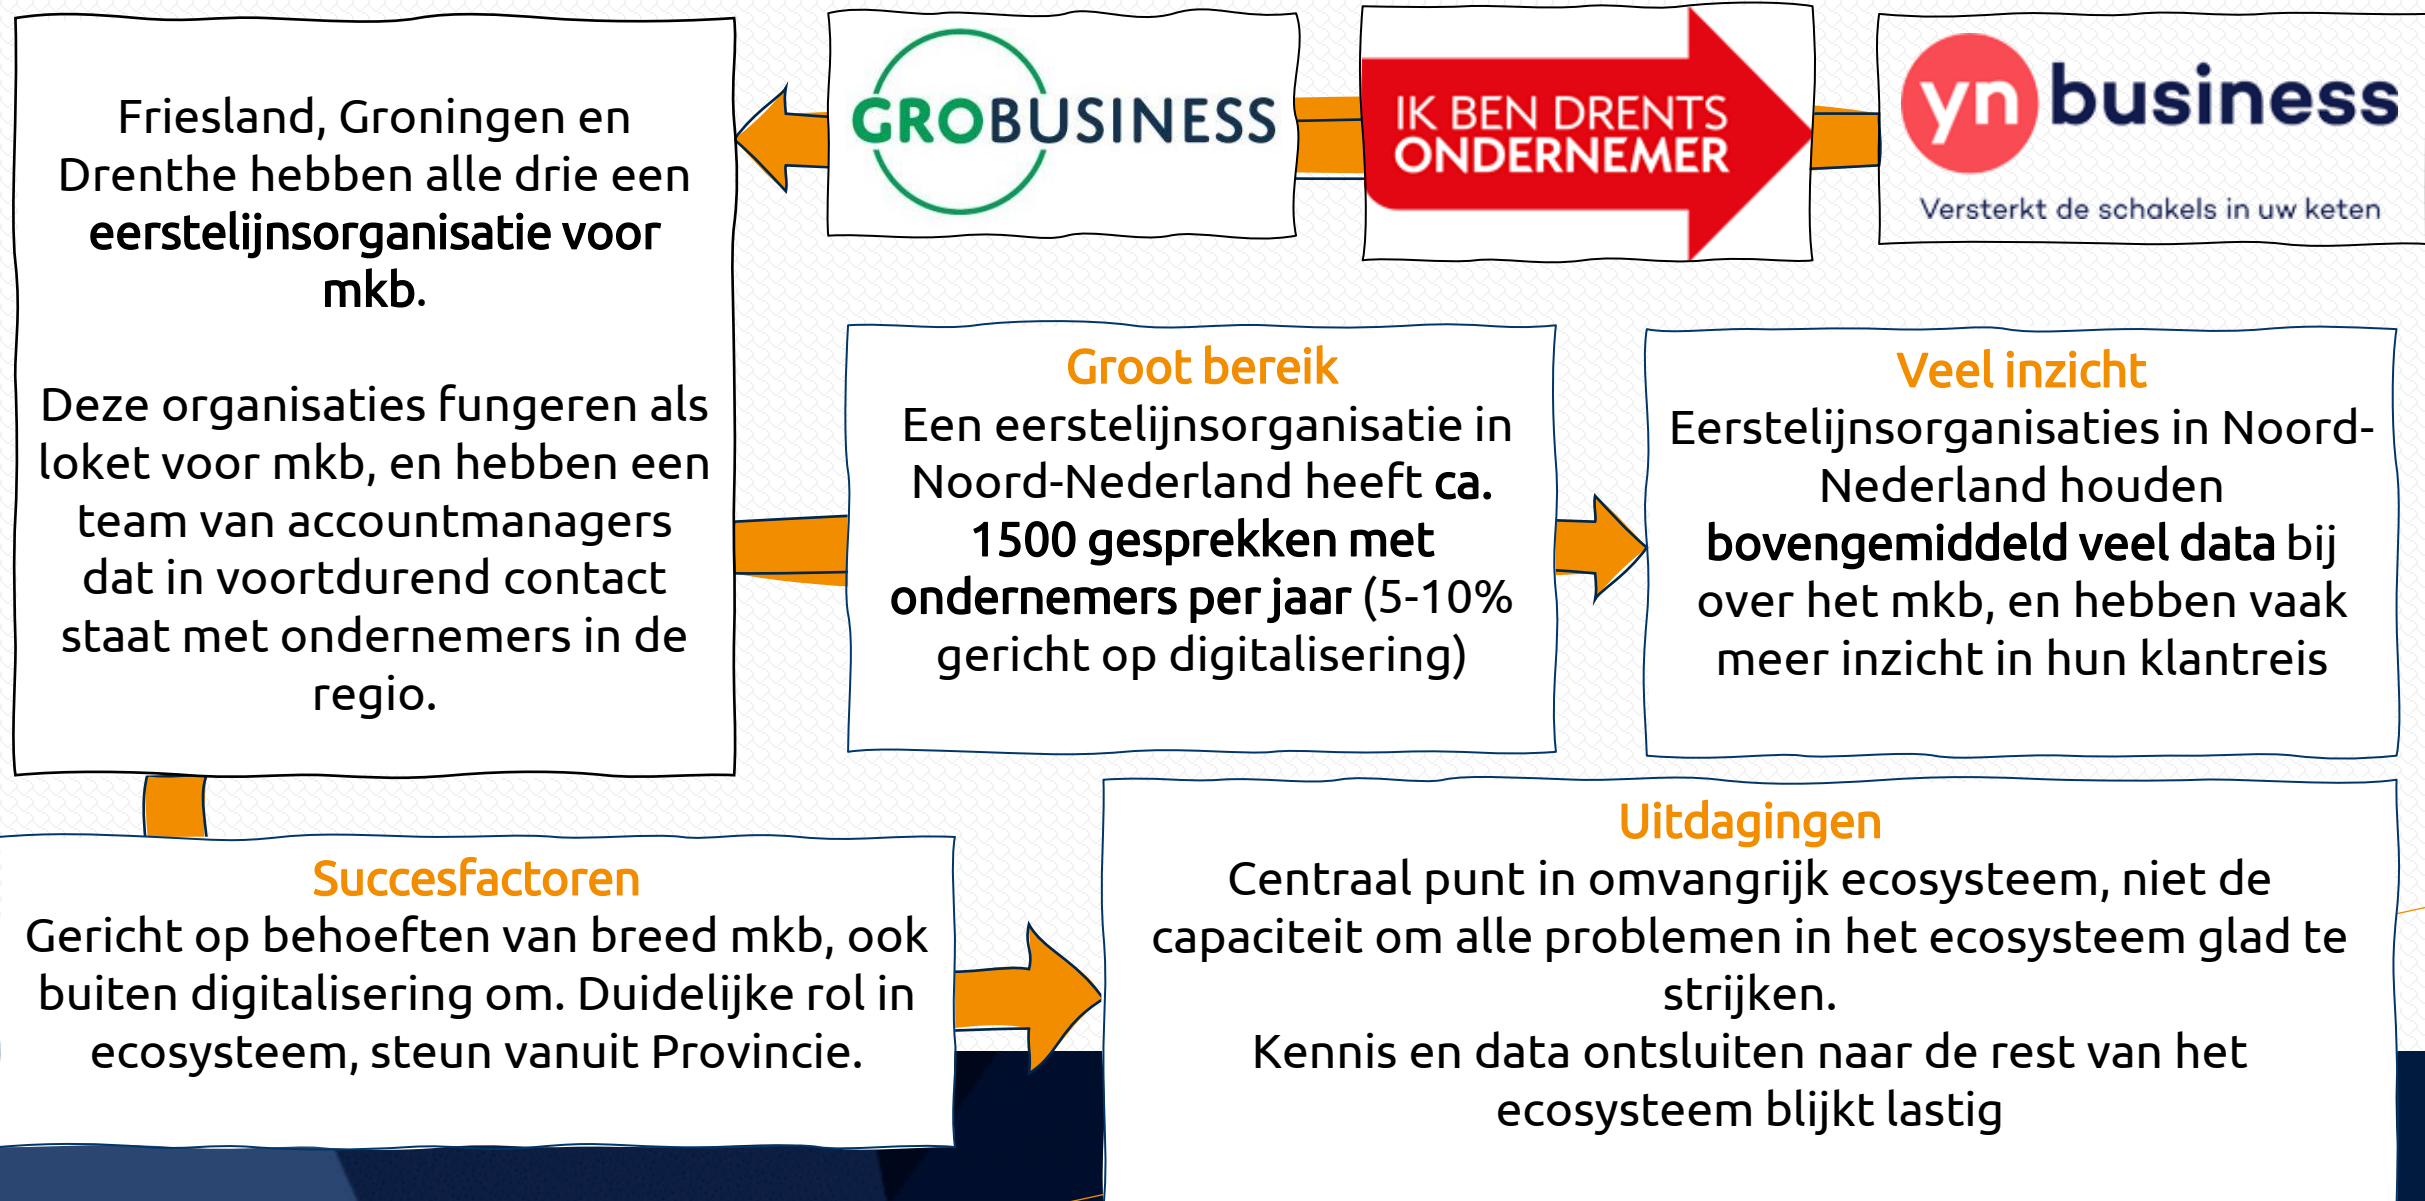 Friesland, Groningen en
Drenthe hebben alle drie een
eerstelijnsorganisatie voor
mkb.
Deze organisaties fungeren als
loket voor mkb, en hebben een
team van accountmanagers
dat in voortdurend contact
staat met ondernemers in de
regio.
GROBUSINESS
IK BEN DRENTS
ONDERNEMER
yn business
Versterkt de schakels in uw keten
Groot bereik
Een eerstelijnsorganisatie in
Noord-Nederland heeft ca.
1500 gesprekken met
ondernemers per jaar (5-10%
gericht op digitalisering)
Veel inzicht
Eerstelijnsorganisaties in Noord-
Nederland houden
bovengemiddeld veel data bij
over het mkb, en hebben vaak
meer inzicht in hun klantreis
Succesfactoren
Gericht op behoeften van breed mkb, ook
buiten digitalisering om. Duidelijke rol in
ecosysteem, steun vanuit Provincie.
Uitdagingen
Centraal punt in omvangrijk ecosysteem, niet de
capaciteit om alle problemen in het ecosysteem glad te
strijken.
Kennis en data ontsluiten naar de rest van het
ecosysteem blijkt lastig